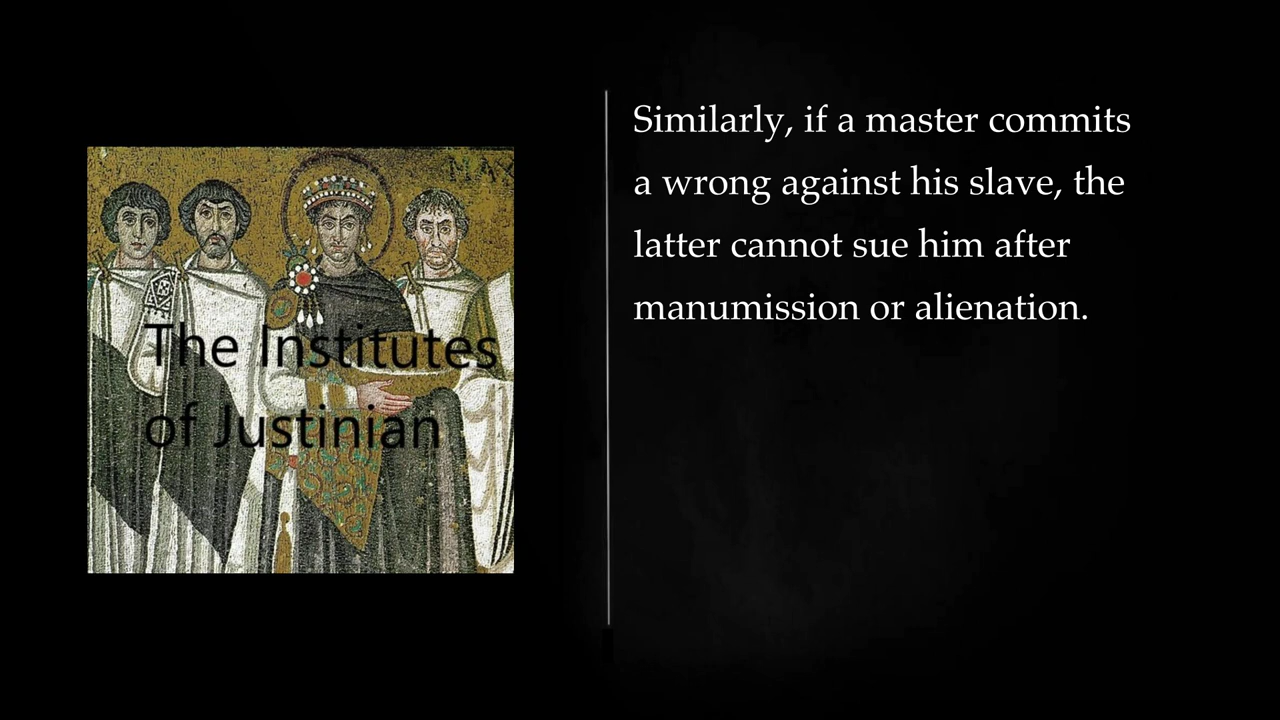 MAX
The Institutes
of Justinian
Similarly, if a master commits
a wrong against his slave, the
latter cannot sue him after
manumission or alienation.